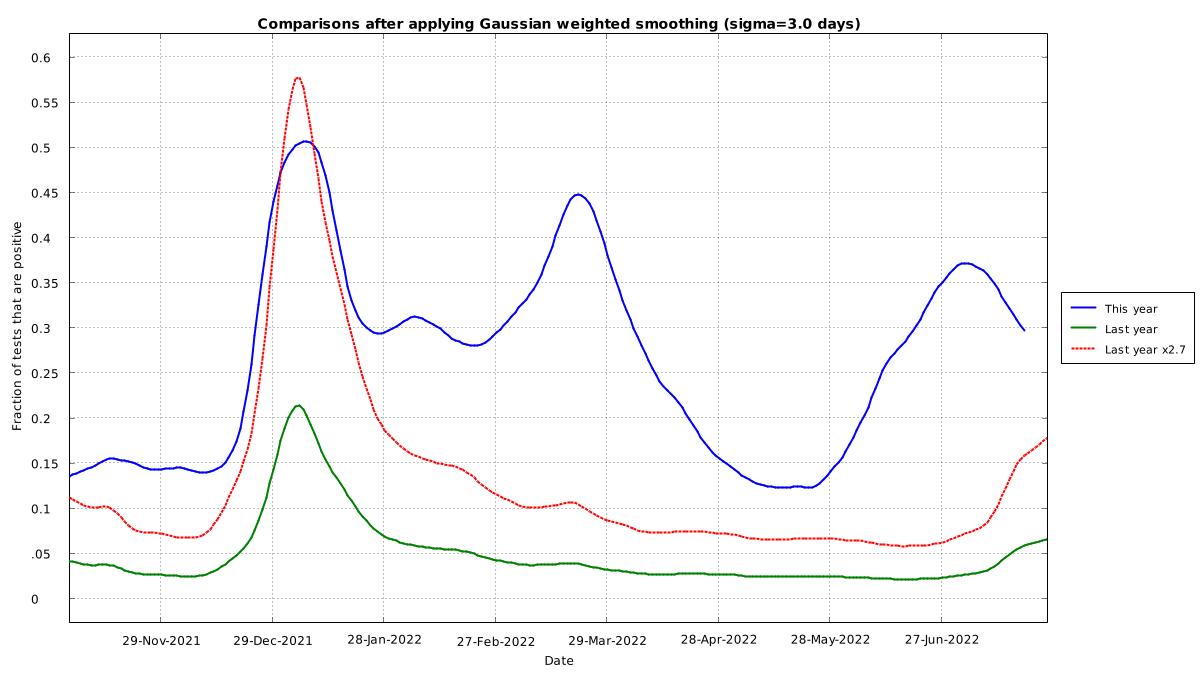 Comparisons after applying Gaussian weighted smoothing (sigma=3.0 days)
0.6
0.55
0.5
0.45
0.4
0.35
0.3
0.25
0.2
0.15
0.1
.05
0
Fraction of tests that are positive
29-Nov-2021
29-Dec-2021
28-Jan-2022
27-Feb-2022
29-Mar-2022
28-Apr-2022
28-May-2022
27-Jun-2022
Date
This year
Last year
Last year x2.7